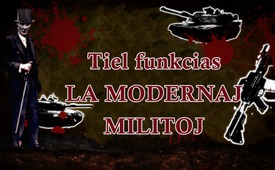 Tiel funkcias
LA MODERNAJ
MILITOJ